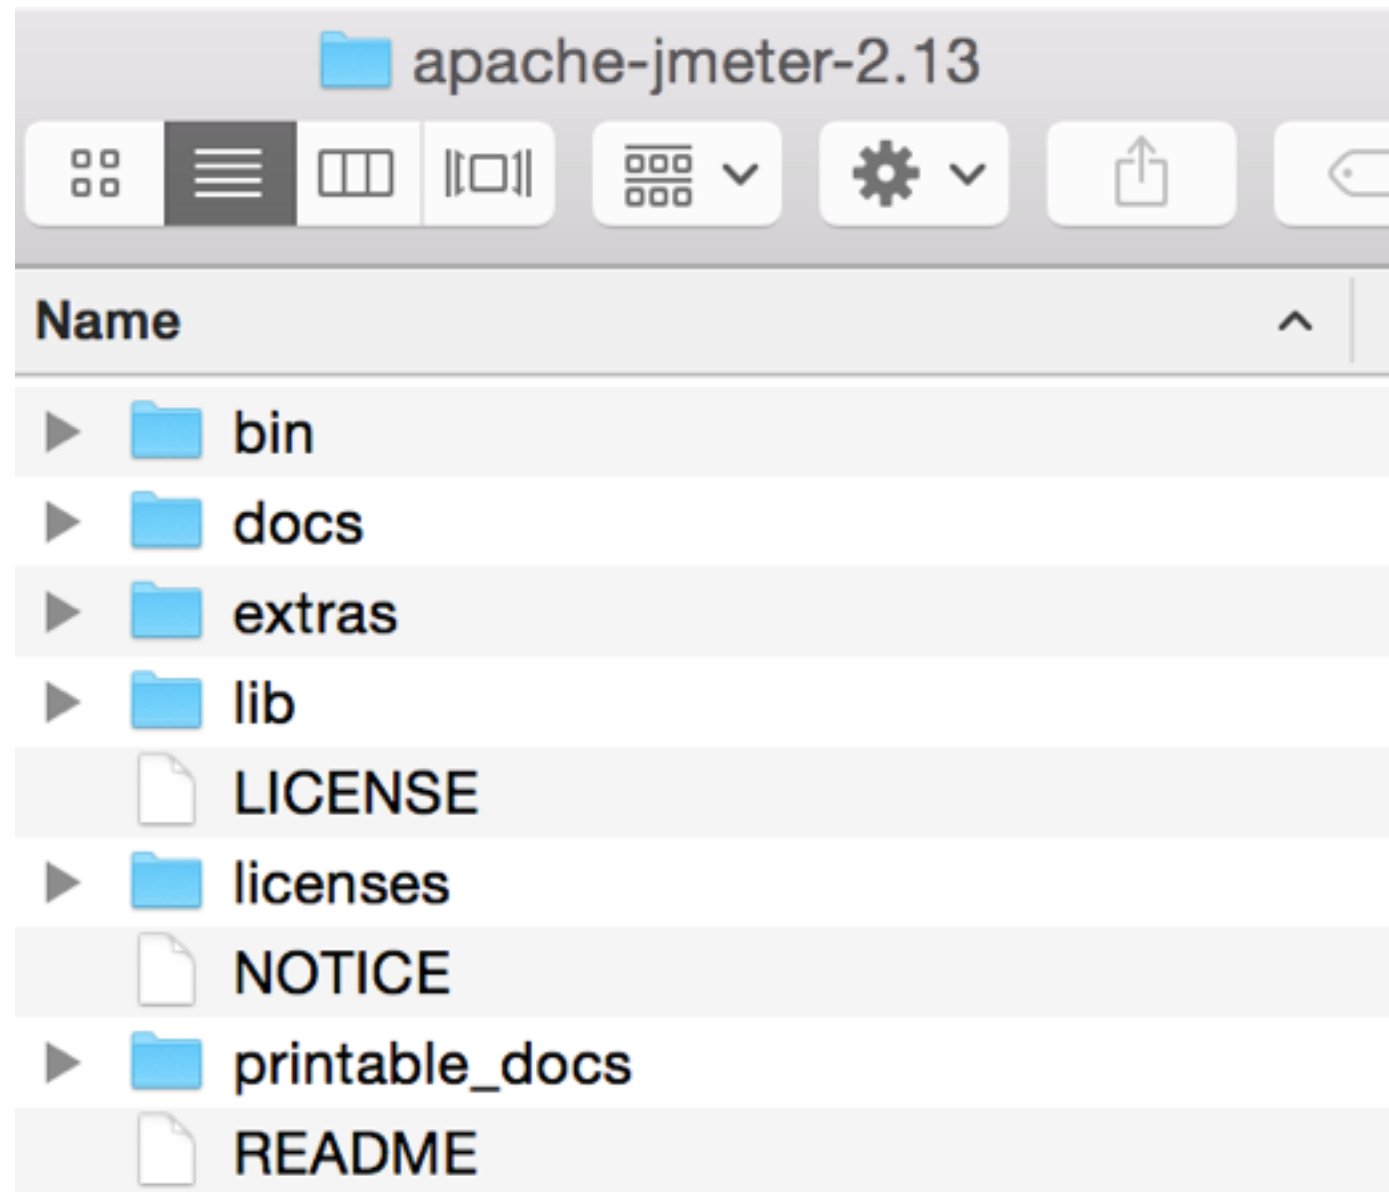 apache-jmeter-2.13
Name
bin
docs
extras
lib
LICENSE
licenses
NOTICE
printable_docs
README